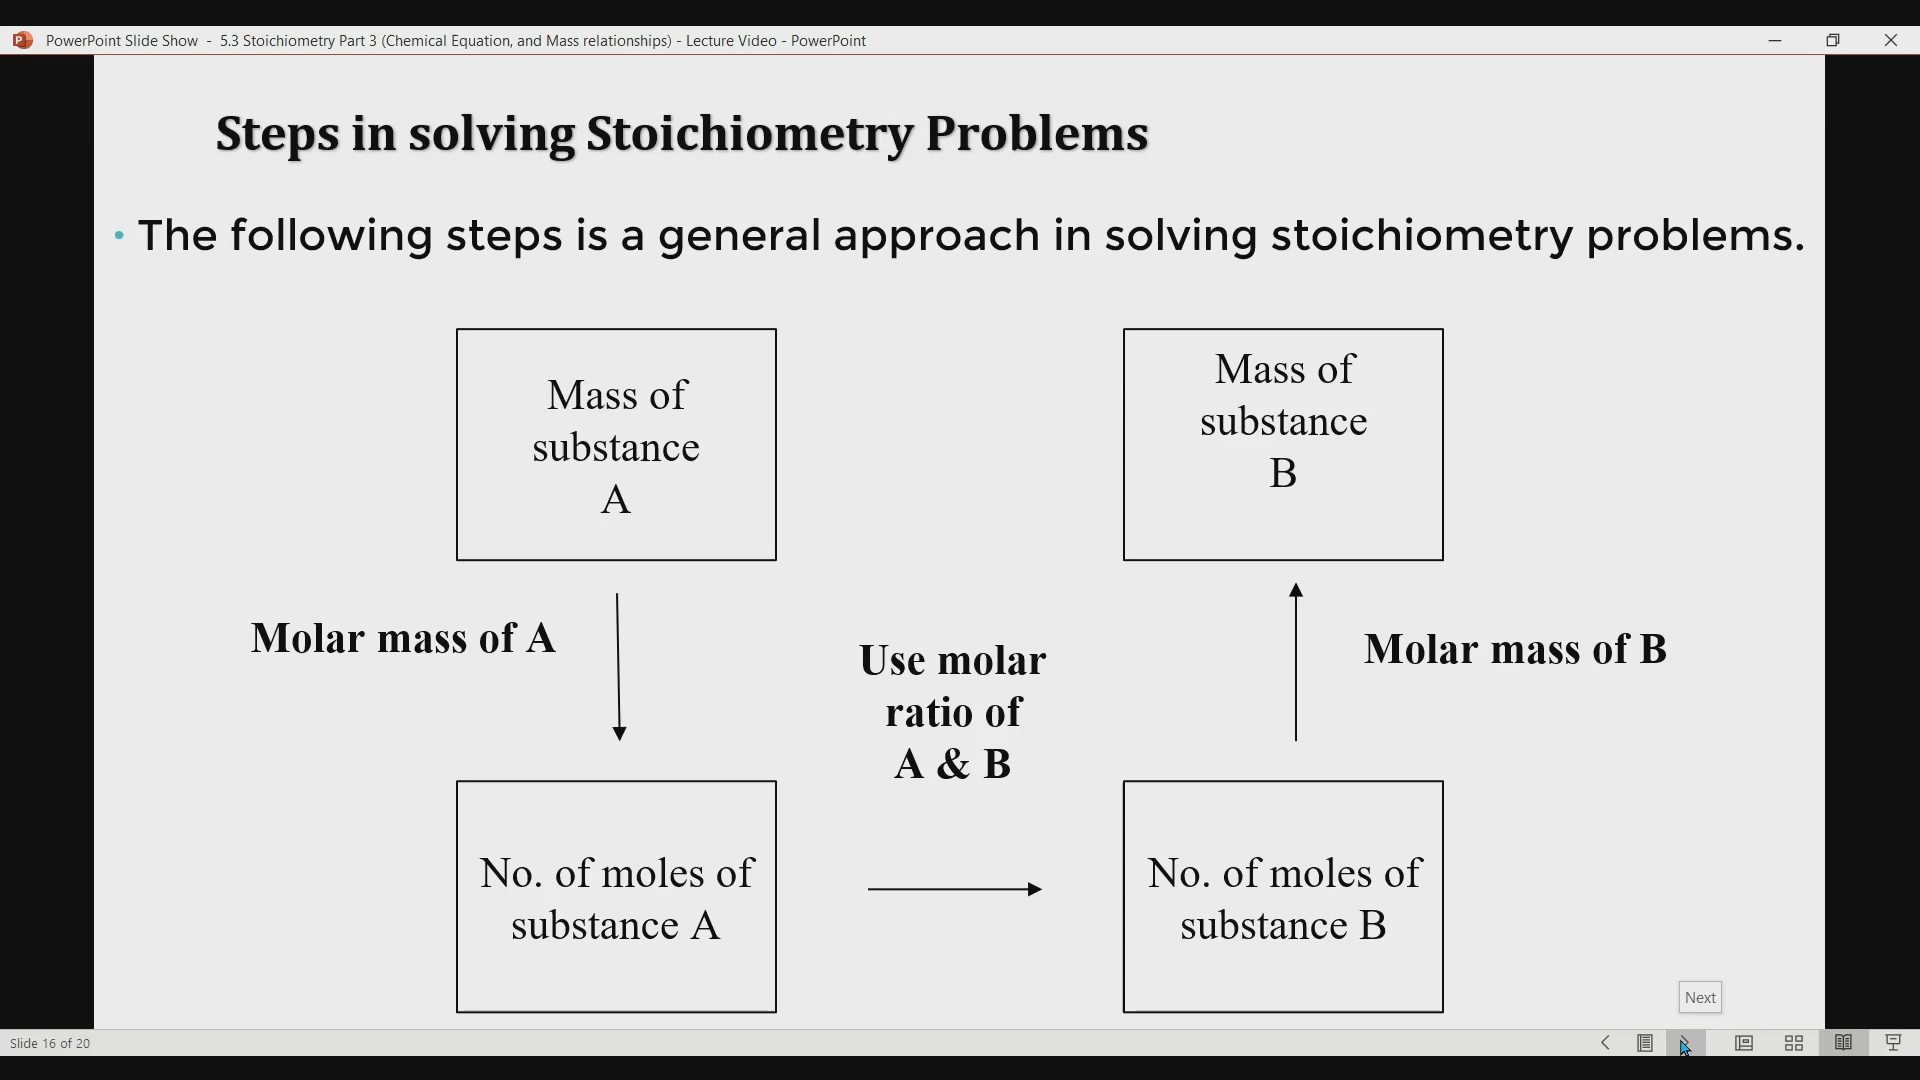 PowerPoint Slide Show - 5.3 Stoichiometry Part 3 (Chemical Equation, and Mass relationships) - Lecture Video - PowerPoint
Steps in solving Stoichiometry Problems
• The following steps is a general approach in solving stoichiometry problems.
Mass of
substance
A
Mass of
substance
B
Molar mass of A
Use molar
ratio of
A & B
Molar mass of B
No. of moles of
substance A
No. of moles of
substance B
Next
Slide 16 of 20